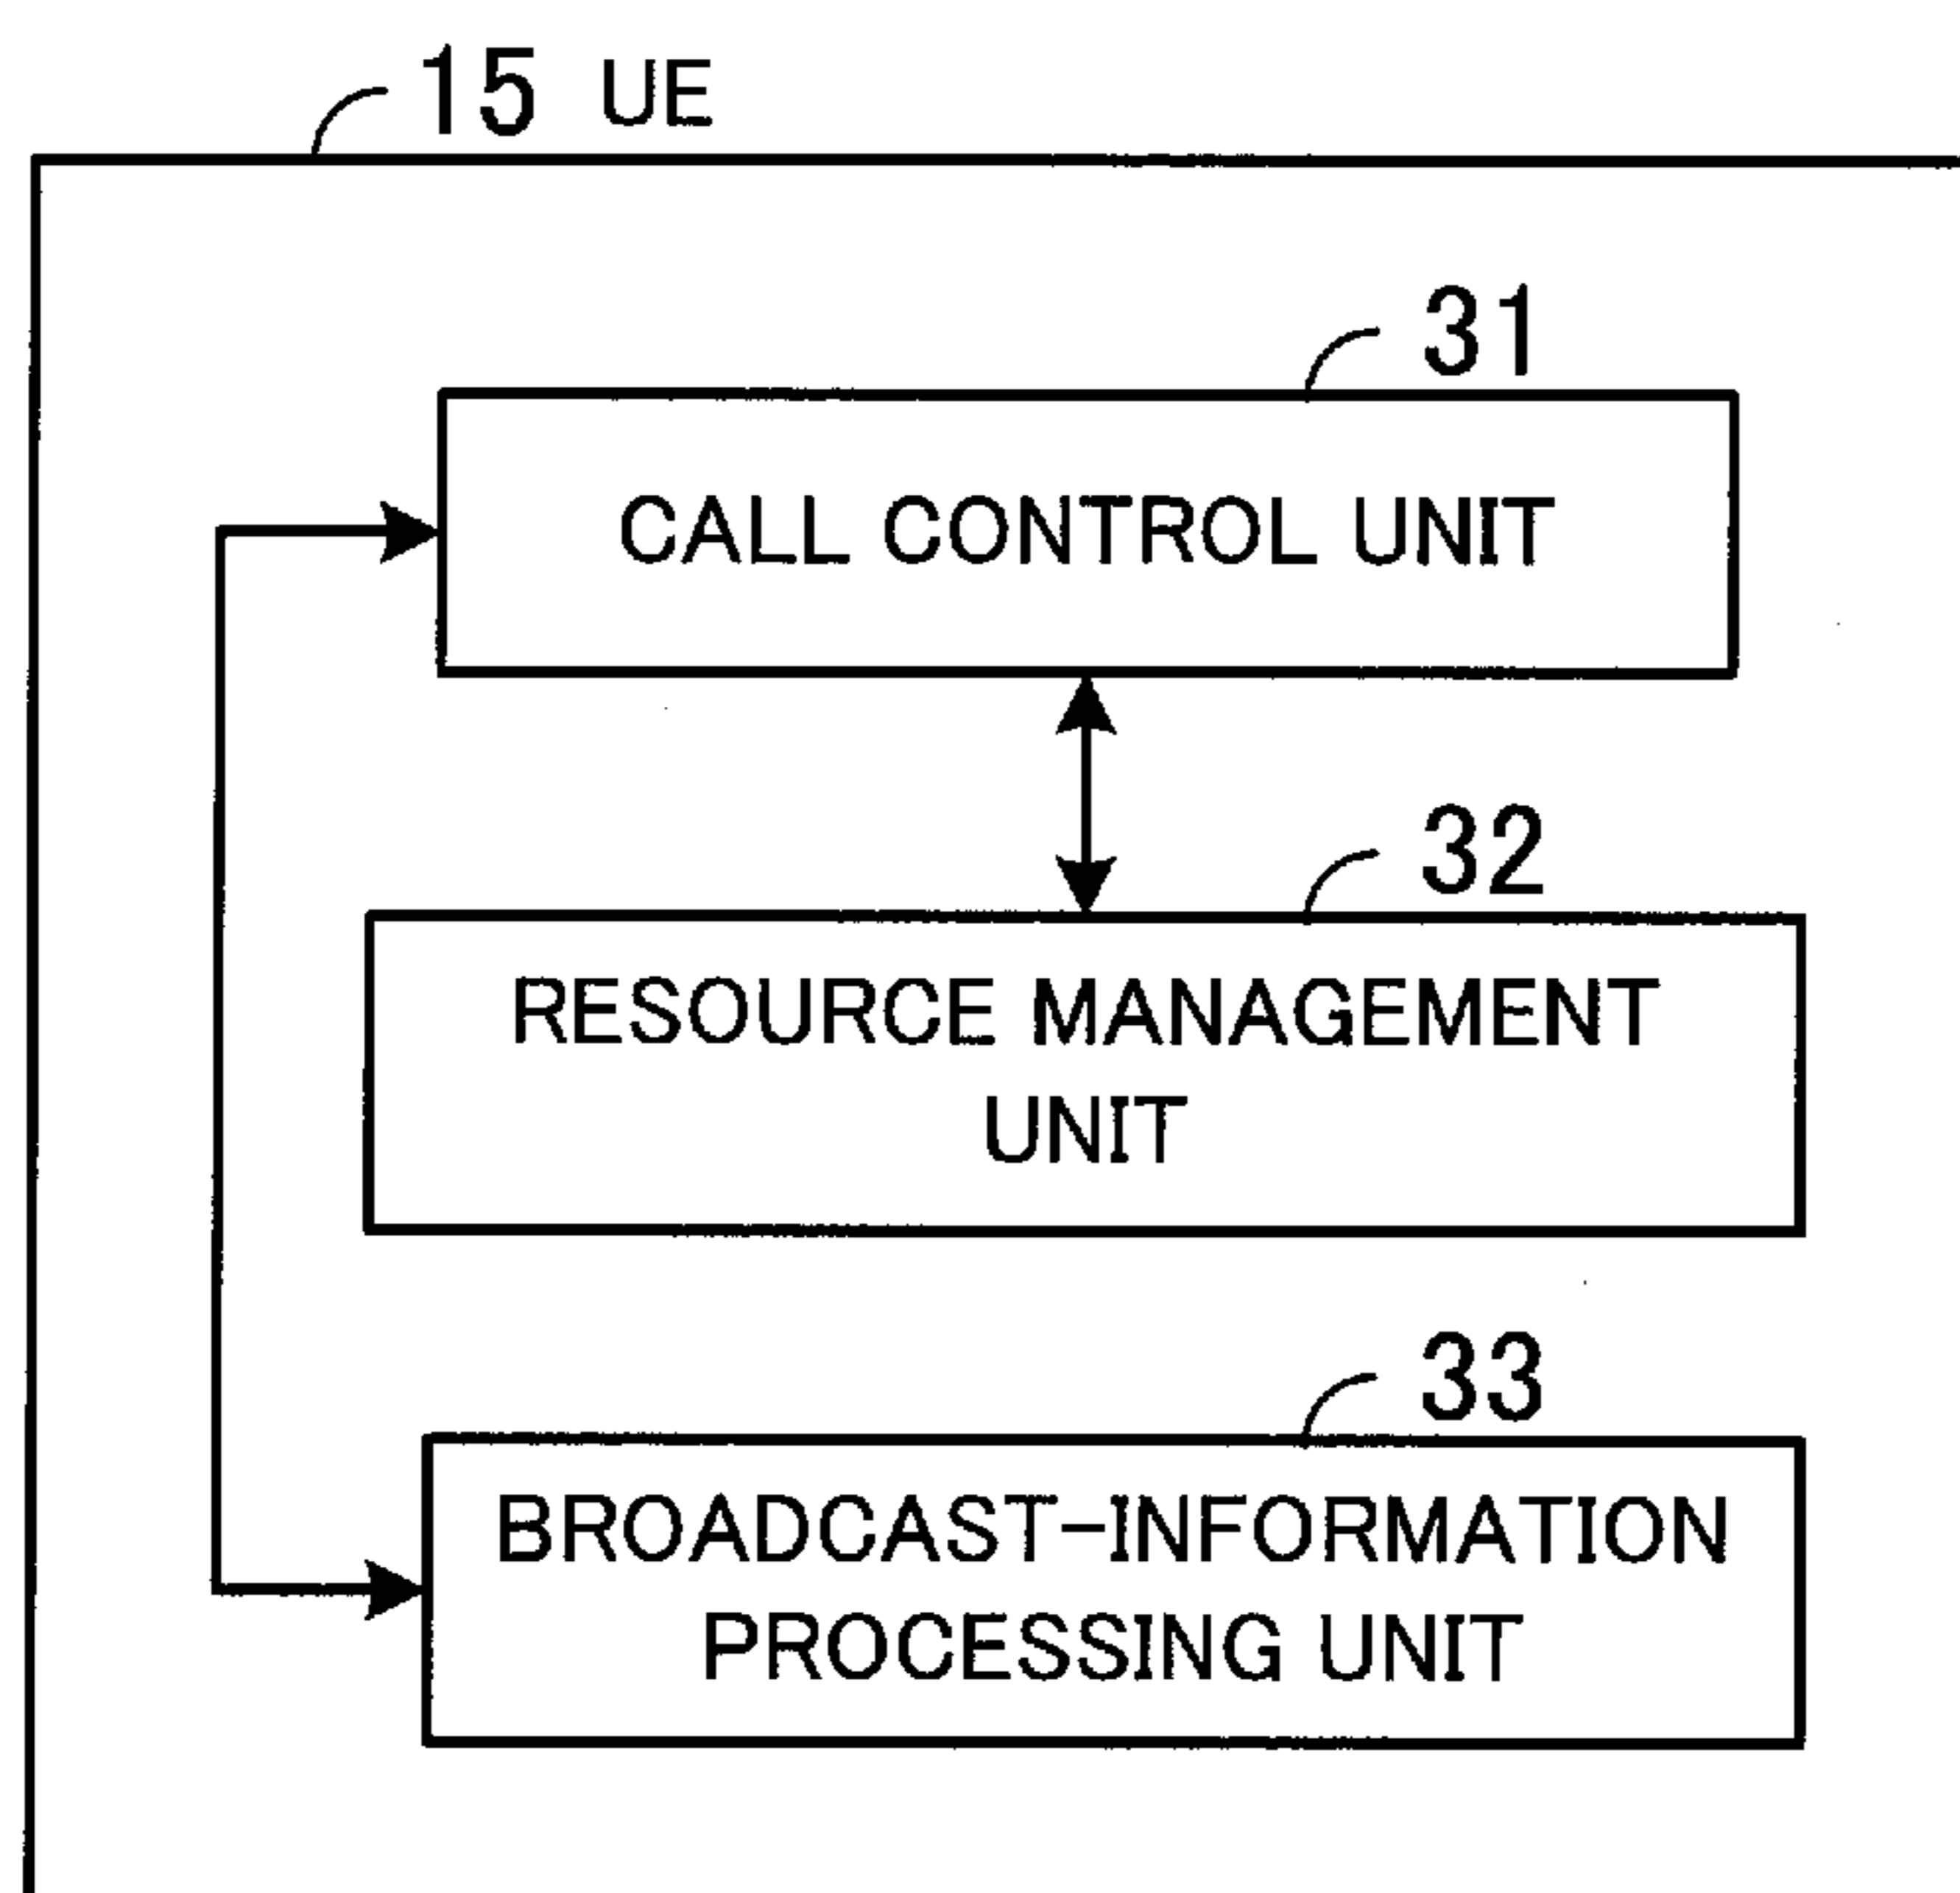 15 UE
31
CALL CONTROL UNIT
32
RESOURCE MANAGEMENT
UNIT
33
BROADCAST-INFORMATION
PROCESSING UNIT